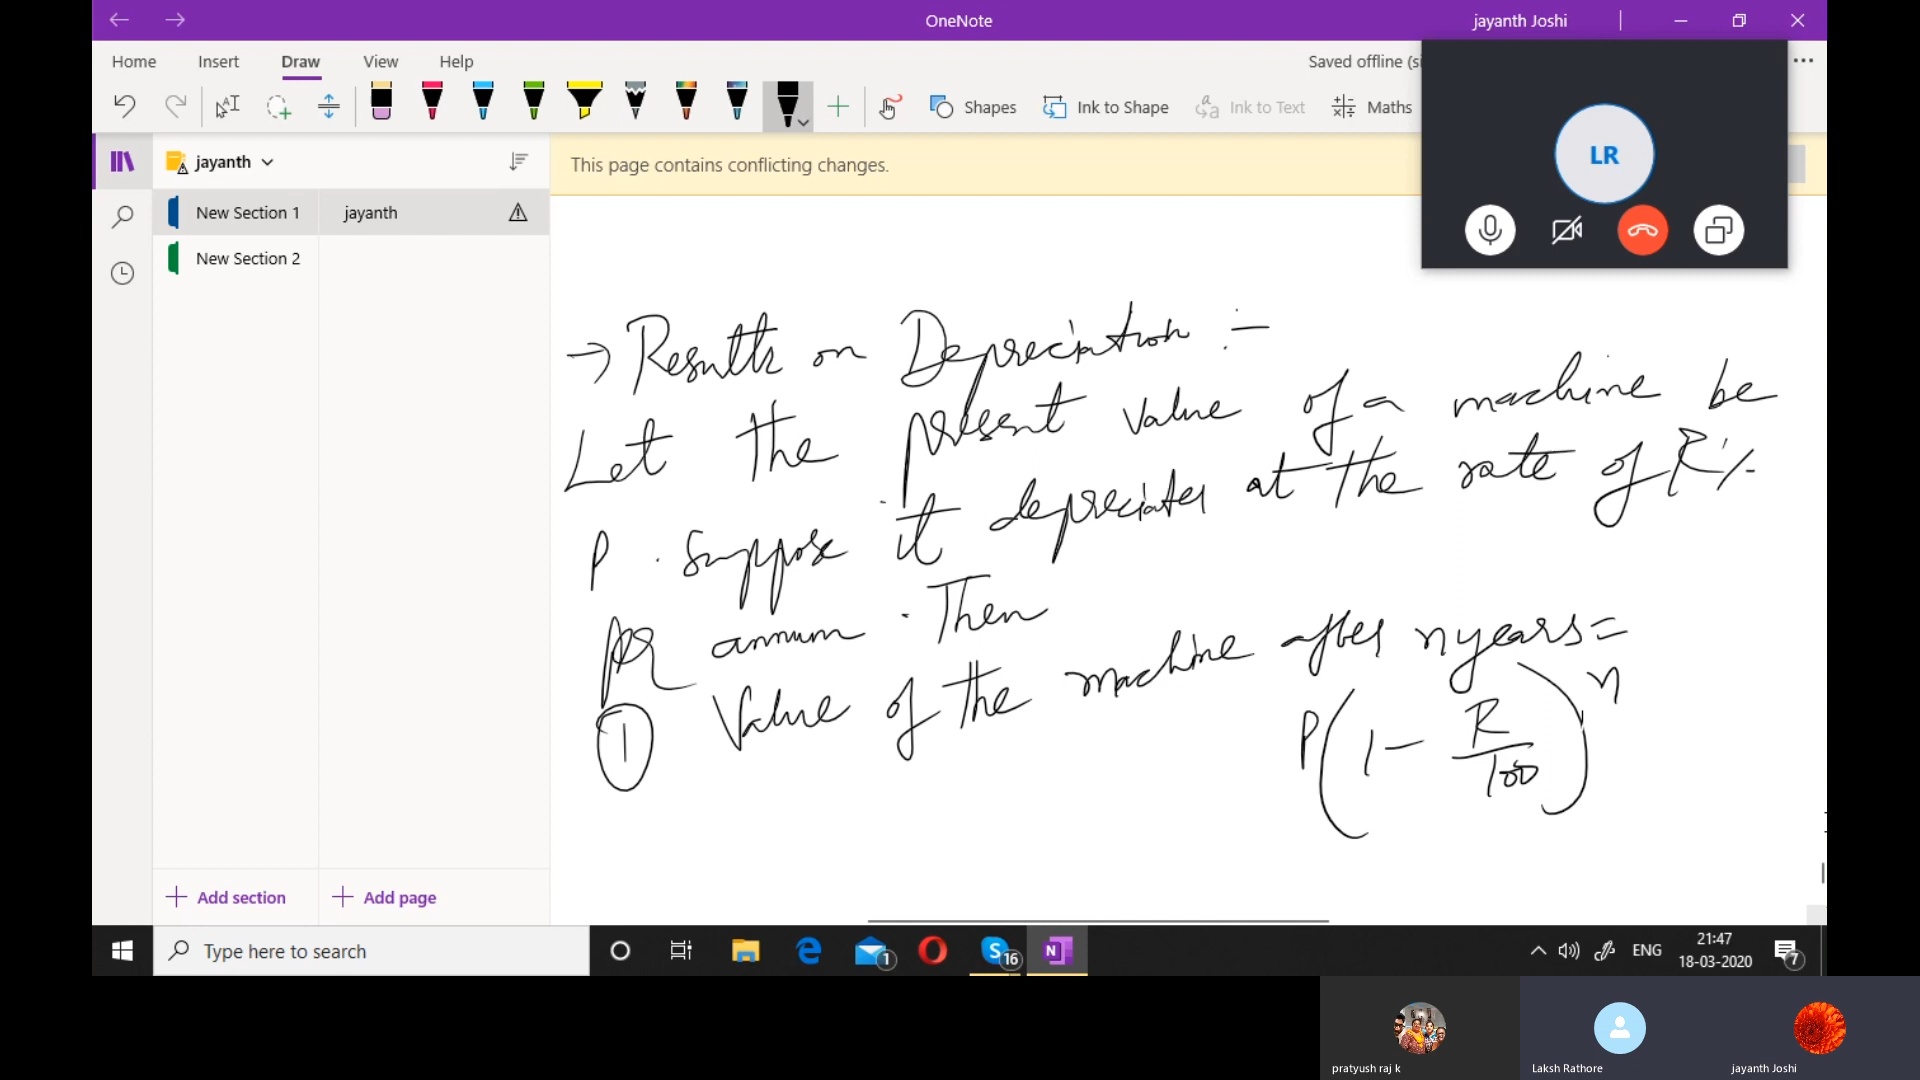 OneNote
jayanth Joshi
Home Insert Draw View Help
Saved offline (si
Shapes Ink to Shape Ink to Text Maths
jayanth
This page contains conflicting changes.
LR
New Section 1
jayanth
New Section 2
→ Results on Depreciation :-
Let the present value of a machine be
P . Suppose it depreciates at the rate of R%
per annum . Then
① Value of the machine after n years =
P(1 - R/100)^n
+ Add section
+ Add page
Type here to search
1
16
ENG
21:47
18-03-2020
7
pratyush raj k
Laksh Rathore
jayanth Joshi